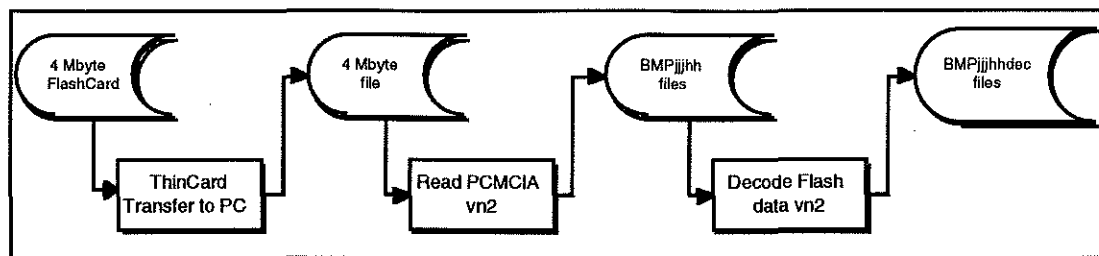 4 Mbyte
FlashCard
4 Mbyte
file
BMPjjjhh
files
BMPjjjhhdec
files
ThinCard
Transfer to PC
Read PCMCIA
vn2
Decode Flash
data vn2